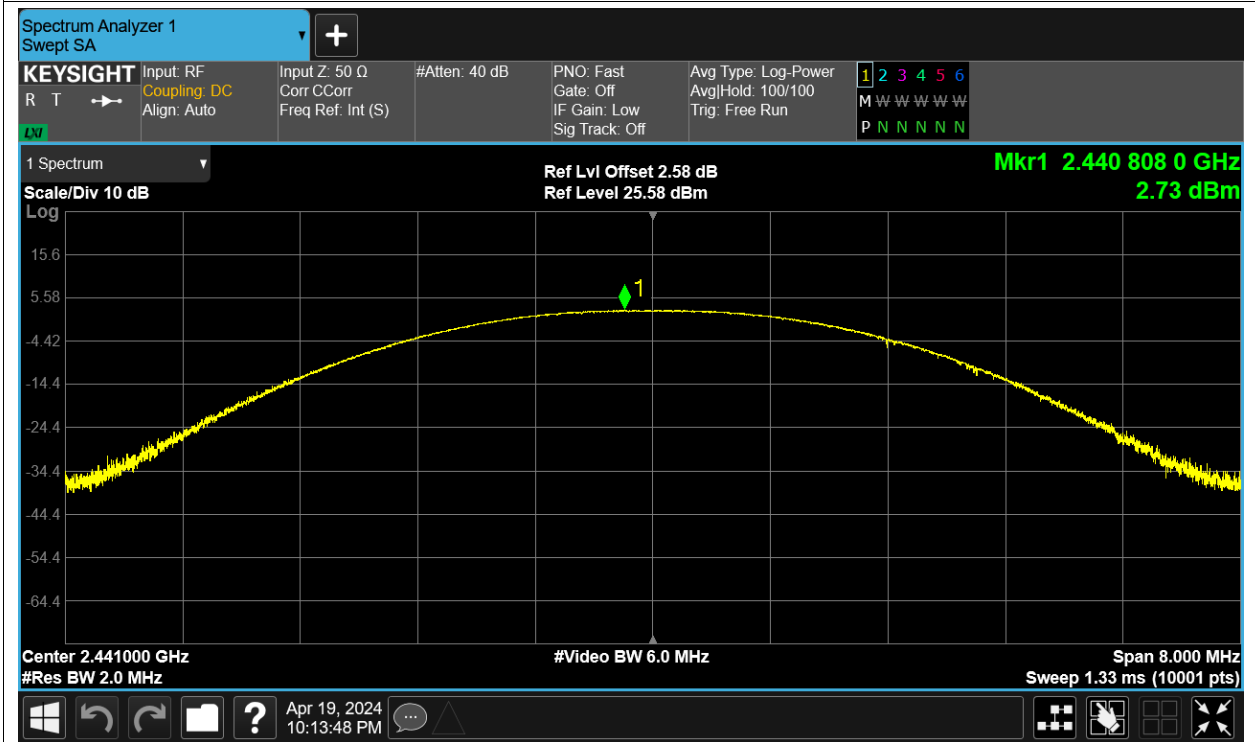 Spectrum Analyzer 1
Swept SA
+
KEYSIGHT
R T
LXI
Input: RF
Coupling: DC
Align: Auto
Input Z: 50 Ω
Corr CCorr
Freq Ref: Int (S)
#Atten: 40 dB
PNO: Fast
Gate: Off
IF Gain: Low
Sig Track: Off
Avg Type: Log-Power
Avg|Hold: 100/100
Trig: Free Run
1 2 3 4 5 6
M W W W W W
P N N N N N
1 Spectrum
Scale/Div 10 dB
Log
Ref Lvl Offset 2.58 dB
Ref Level 25.58 dBm
Mkr1 2.440 808 0 GHz
2.73 dBm
15.6
5.58
-4.42
-14.4
-24.4
-34.4
-44.4
-54.4
-64.4
1
Center 2.441000 GHz
#Res BW 2.0 MHz
#Video BW 6.0 MHz
Span 8.000 MHz
Sweep 1.33 ms (10001 pts)
?
Apr 19, 2024
10:13:48 PM